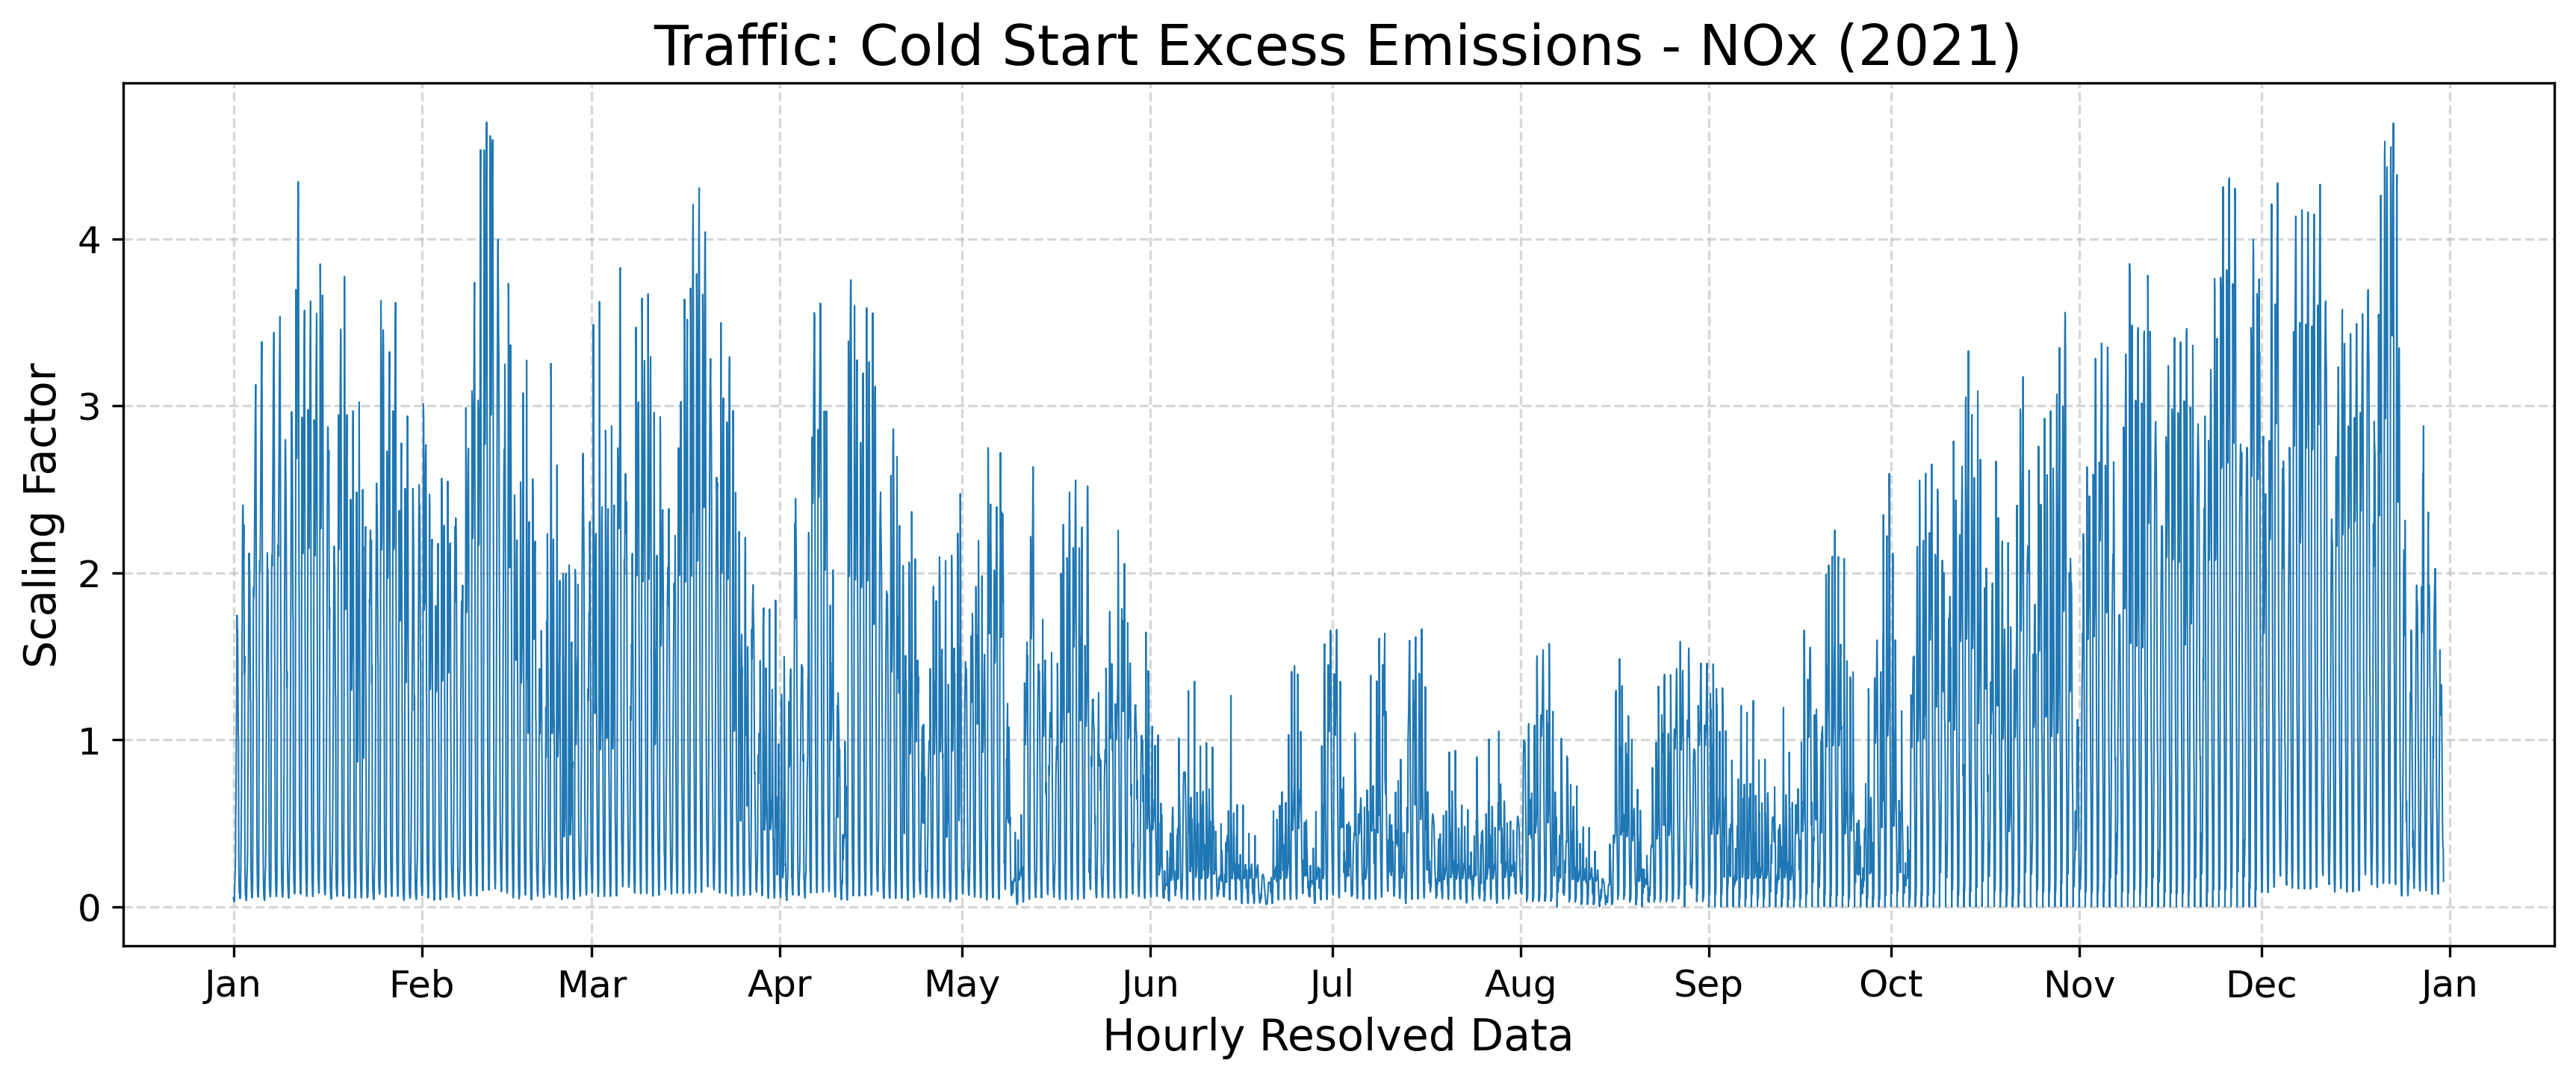 Traffic: Cold Start Excess Emissions - NOx (2021)
Scaling Factor
4
3
2
1
0
Jan Feb Mar Apr May Jun Jul Aug Sep Oct Nov Dec Jan
Hourly Resolved Data